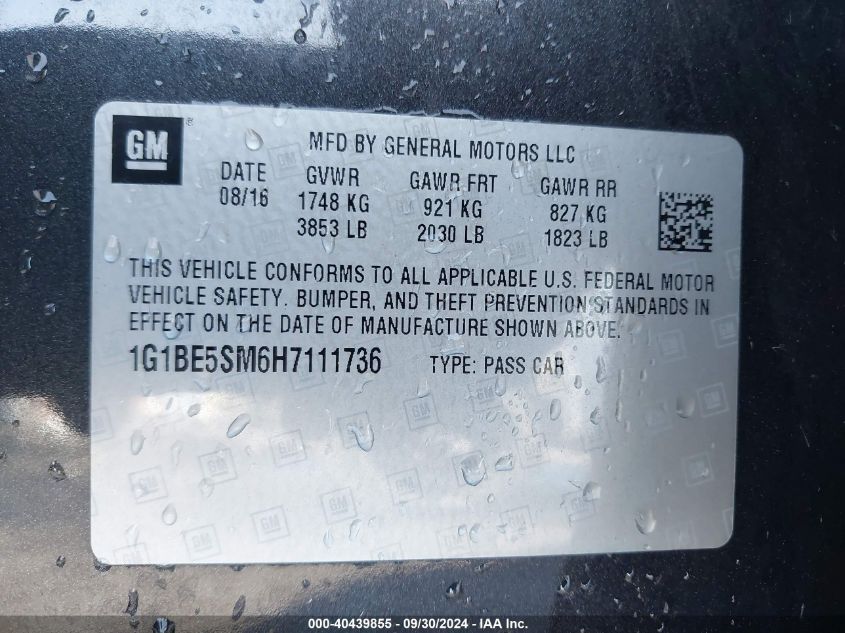 GM ®
MFD BY GENERAL MOTORS LLC
DATE GVWR GAWR FRT GAWR RR
08/16 1748 KG 921 KG 827 KG
3853 LB 2030 LB 1823 LB
THIS VEHICLE CONFORMS TO ALL APPLICABLE U.S. FEDERAL MOTOR
VEHICLE SAFETY. BUMPER, AND THEFT PREVENTION STANDARDS IN
EFFECT ON THE DATE OF MANUFACTURE SHOWN ABOVE.
1G1BE5SM6H7111736 TYPE: PASS CAR
000-40439855 - 09/30/2024 - IAA Inc.